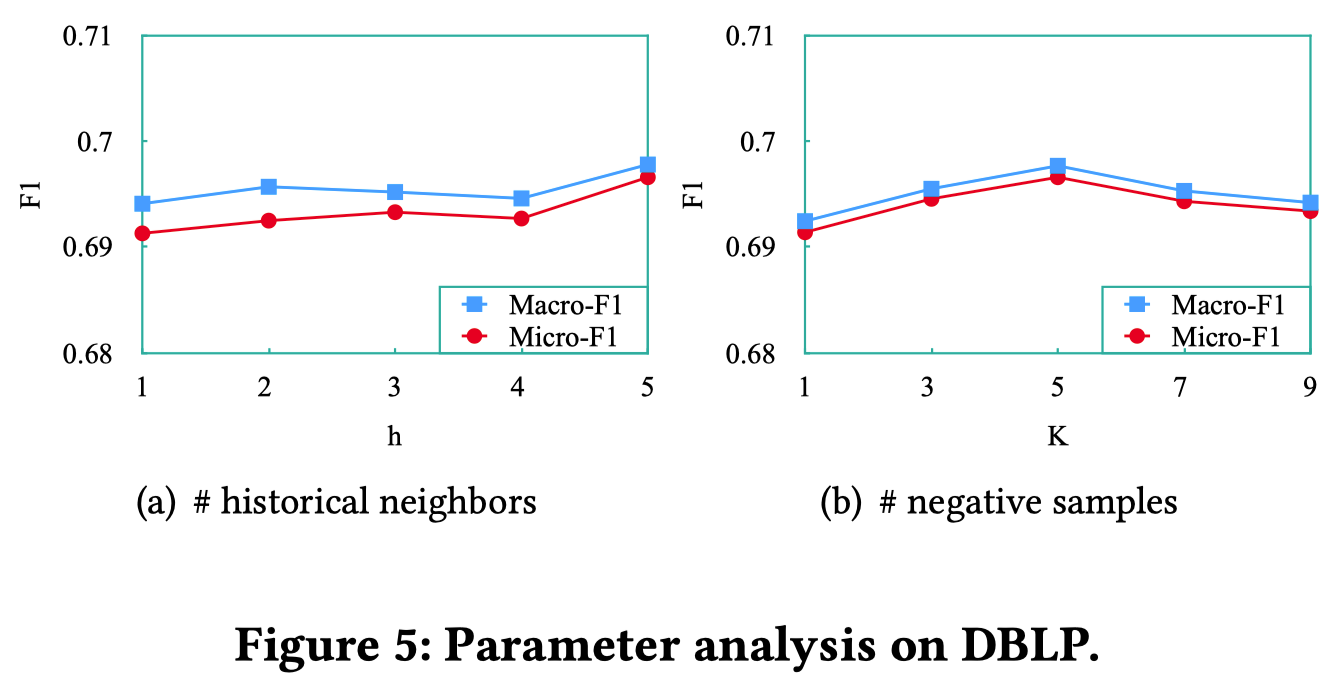 0.71
0.7
0.69
0.68
F1
Macro-F1
Micro-F1
1 2 3 4 5
h
(a) # historical neighbors
0.71
0.7
0.69
0.68
F1
Macro-F1
Micro-F1
1 3 5 7 9
K
(b) # negative samples
Figure 5: Parameter analysis on DBLP.